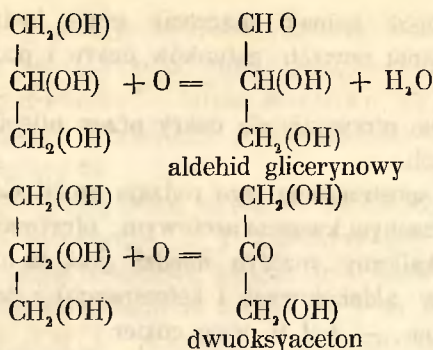 CH₂(OH) CH O
| |
CH(OH) + O = CH(OH) + H₂O
| |
CH₂(OH) CH₂(OH)
aldehid glicerynowy
CH₂(OH) CH₂(OH)
| |
CH₂(OH) + O = CO
| |
CH₂(OH) CH₂(OH)
dwuoksyaceton